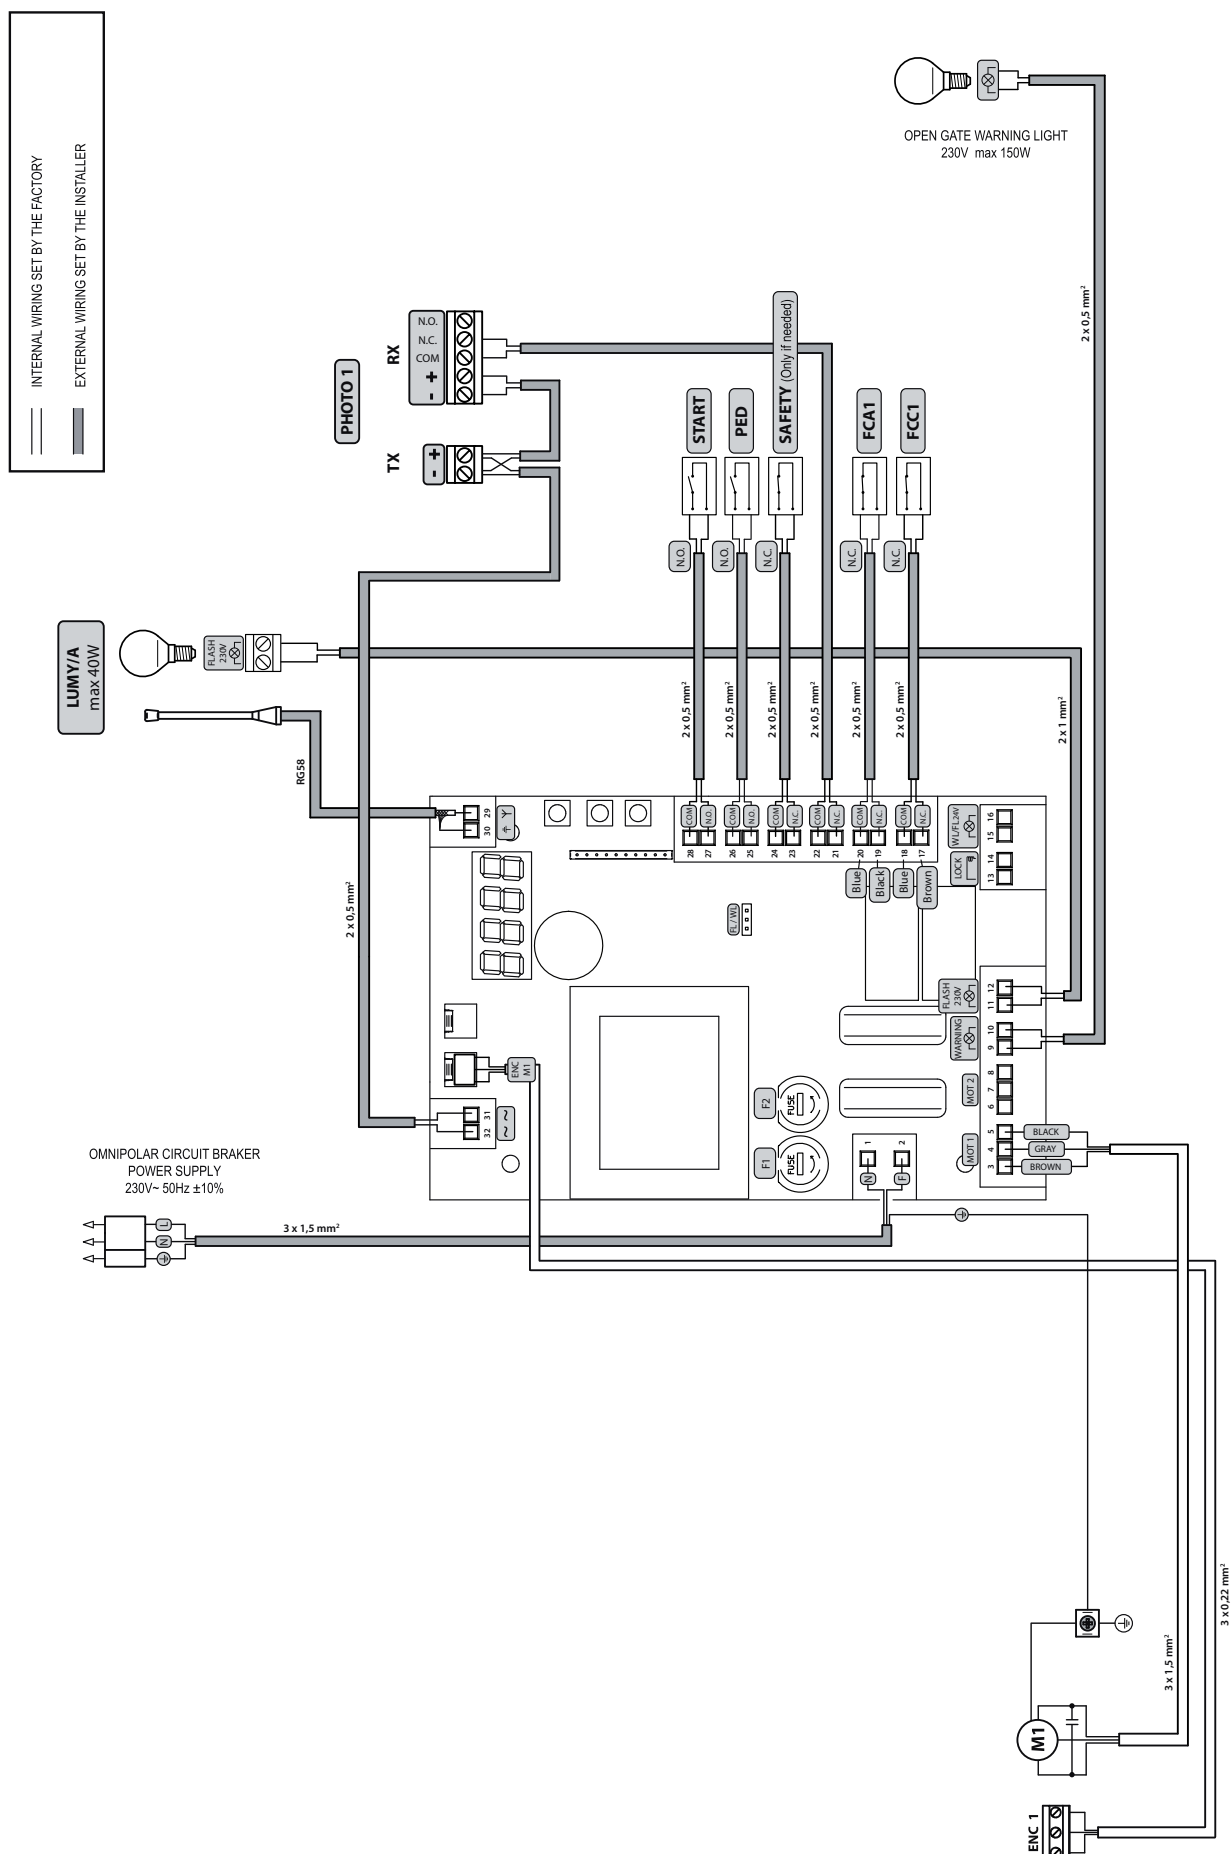 INTERNAL WIRING SET BY THE FACTORY
EXTERNAL WIRING SET BY THE INSTALLER
OPEN GATE WARNING LIGHT
230V max 150W
2 x 0,5 mm²
PHOTO 1
RX
N.O.
N.C.
COM
+
-
TX
- +
START
PED
SAFETY (Only if needed)
FCA1
FCC1
N.O.
N.O.
N.C.
N.C.
N.C.
LUMY/A
max 40W
FLASH
230V
RG58
2 x 0,5 mm²
2 x 0,5 mm²
2 x 0,5 mm²
2 x 0,5 mm²
2 x 0,5 mm²
2 x 0,5 mm²
2 x 1 mm²
2 x 0,5 mm²
30 29
COM
N.O.
COM
N.O.
COM
N.C.
COM
N.C.
COM
N.C.
COM
N.C.
28
27
26
25
24
23
22
21
20
19
18
17
Blue
Black
Blue
Brown
WL/FL24V
LOCK
16
15
14
13
FL / WL
FLASH
230V
WARNING
12
11
10
9
8
7
6
5
4
3
MOT 2
MOT 1
BLACK
GRAY
BROWN
ENC
M1
32 31
~ ~
F2
FUSE
F1
FUSE
1
2
N
F
OMNIPOLAR CIRCUIT BRAKER
POWER SUPPLY
230V~ 50Hz ±10%
L
N
3 x 1,5 mm²
3 x 0,22 mm²
3 x 1,5 mm²
M1
ENC 1